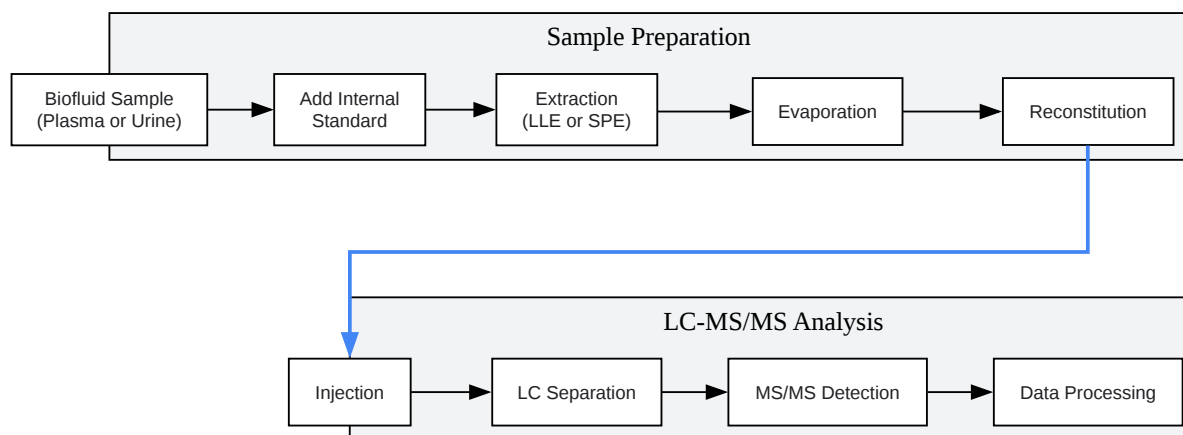 Sample Preparation
Biofluid Sample
(Plasma or Urine)
Add Internal
Standard
Extraction
(LLE or SPE)
Evaporation
Reconstitution
LC-MS/MS Analysis
Injection
LC Separation
MS/MS Detection
Data Processing